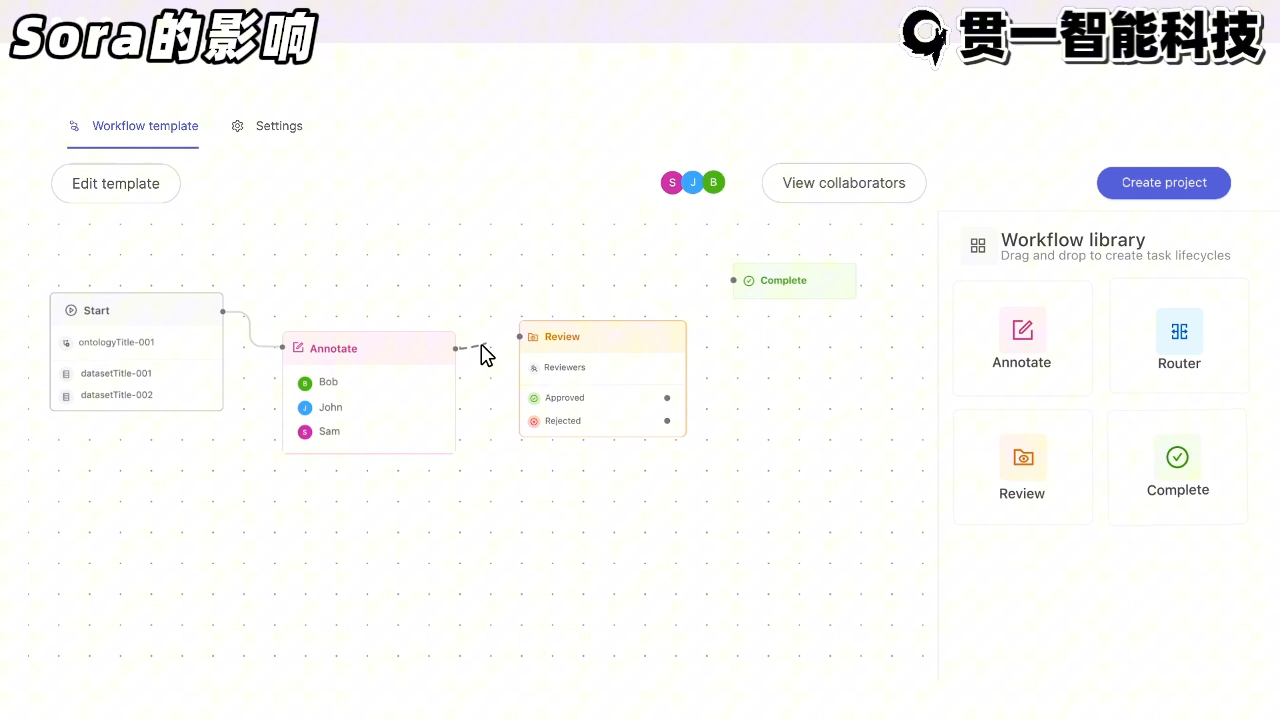 Sora的影响
贯一智能科技
Workflow template
Settings
Edit template
S J B
View collaborators
Create project
Workflow library
Drag and drop to create task lifecycles
Complete
Start
ontologyTitle-001
datasetTitle-001
datasetTitle-002
Annotate
B Bob
J John
S Sam
Review
Reviewers
Approved
Rejected
Annotate
Router
Review
Complete